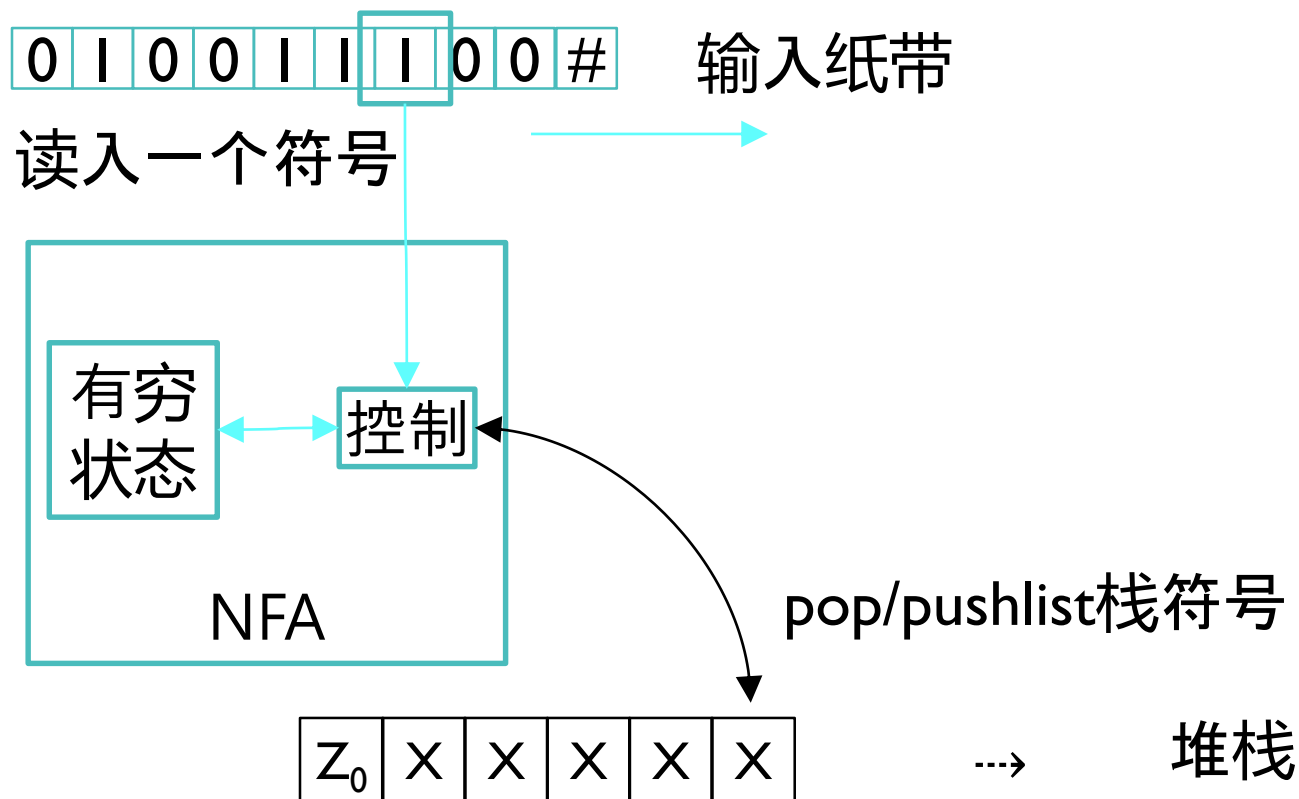 0 1 0 0 1 1 1 0 0 #
输入纸带
读入一个符号
有穷
状态
控制
NFA
pop/pushlist栈符号
Z₀ X X X X X
⇢ 堆栈